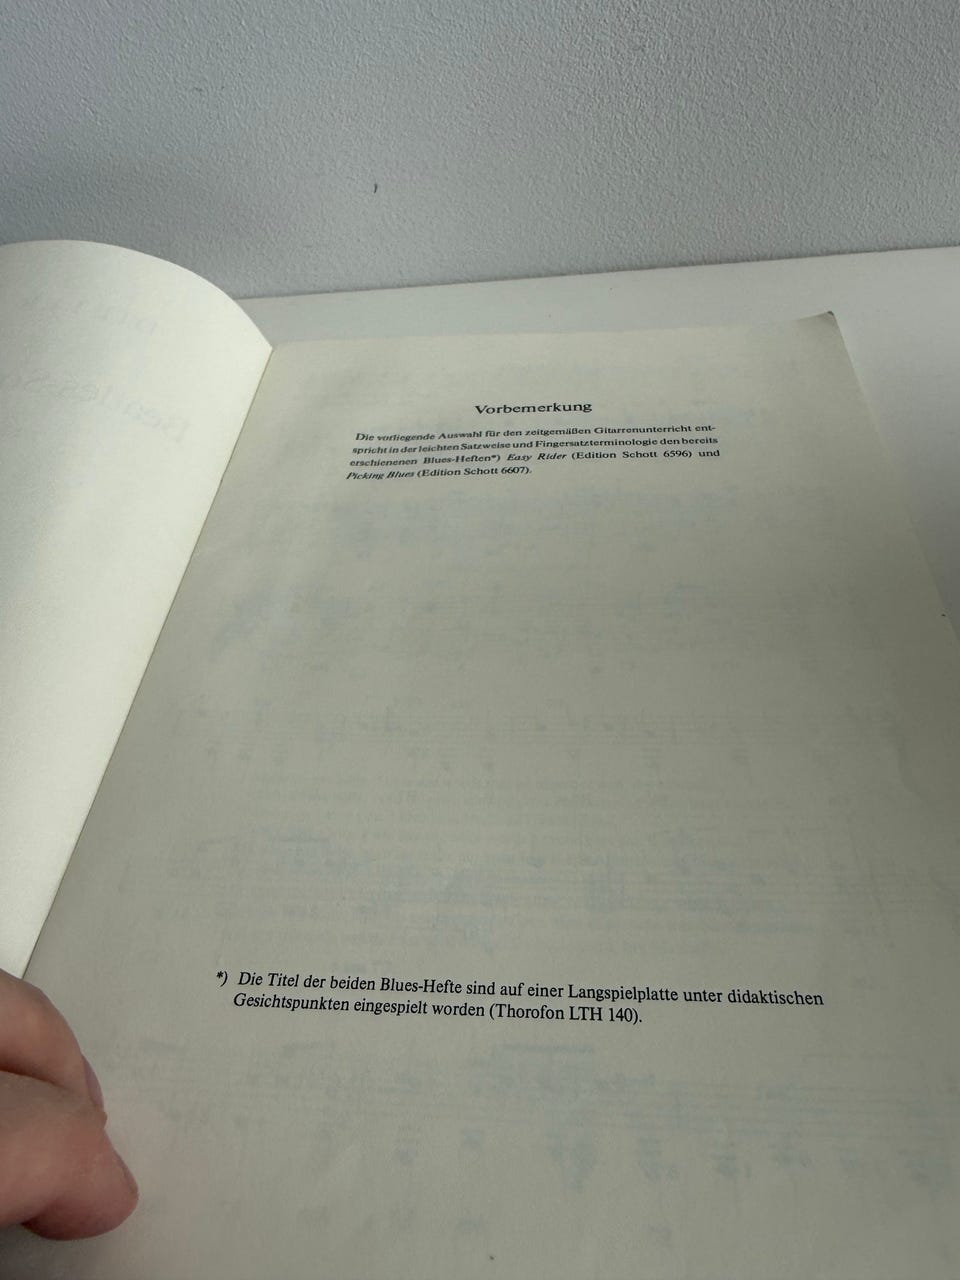 Vorbemerkung
Die vorliegende Auswahl für den zeitgemäßen Gitarrenunterricht ent-
spricht in der leichten Satzweise und Fingersatzterminologie den bereits
erschienenen Blues-Heften*) Easy Rider (Edition Schott 6596) und
Picking Blues (Edition Schott 6607).
*) Die Titel der beiden Blues-Hefte sind auf einer Langspielplatte unter didaktischen
Gesichtspunkten eingespielt worden (Thorofon LTH 140).